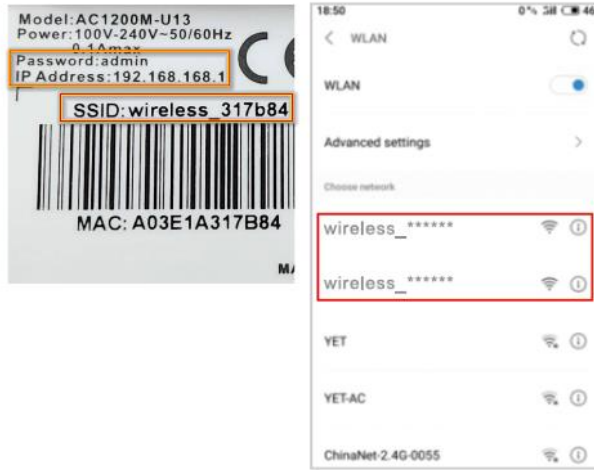 Model:AC1200M-U13
Power:100V-240V~50/60Hz
0.1Amax
Password:admin
IP Address:192.168.168.1
SSID:wireless_317b84
MAC: A03E1A317B84
18:50
WLAN
WLAN
Advanced settings
Choose network
wireless_******
wireless_******
YET
YET-AC
ChinaNet-2.4G-0055